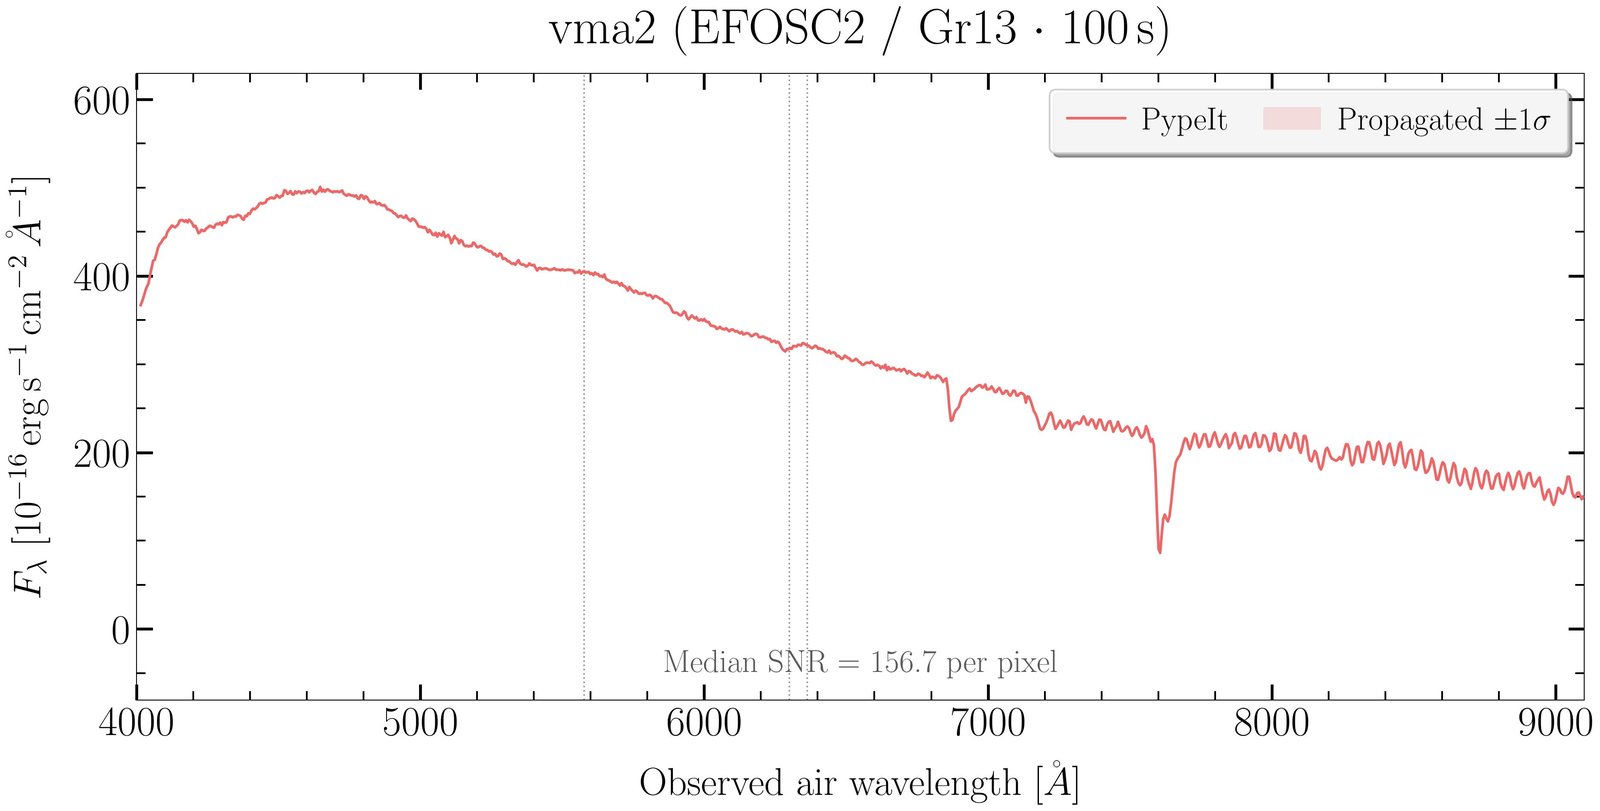 vma2 (EFOSC2 / Gr13 · 100 s)
PypeIt
Propagated ±1σ
600
400
200
0
F_λ [10⁻¹⁶ erg s⁻¹ cm⁻² Å⁻¹]
Median SNR = 156.7 per pixel
4000 5000 6000 7000 8000 9000
Observed air wavelength [Å]